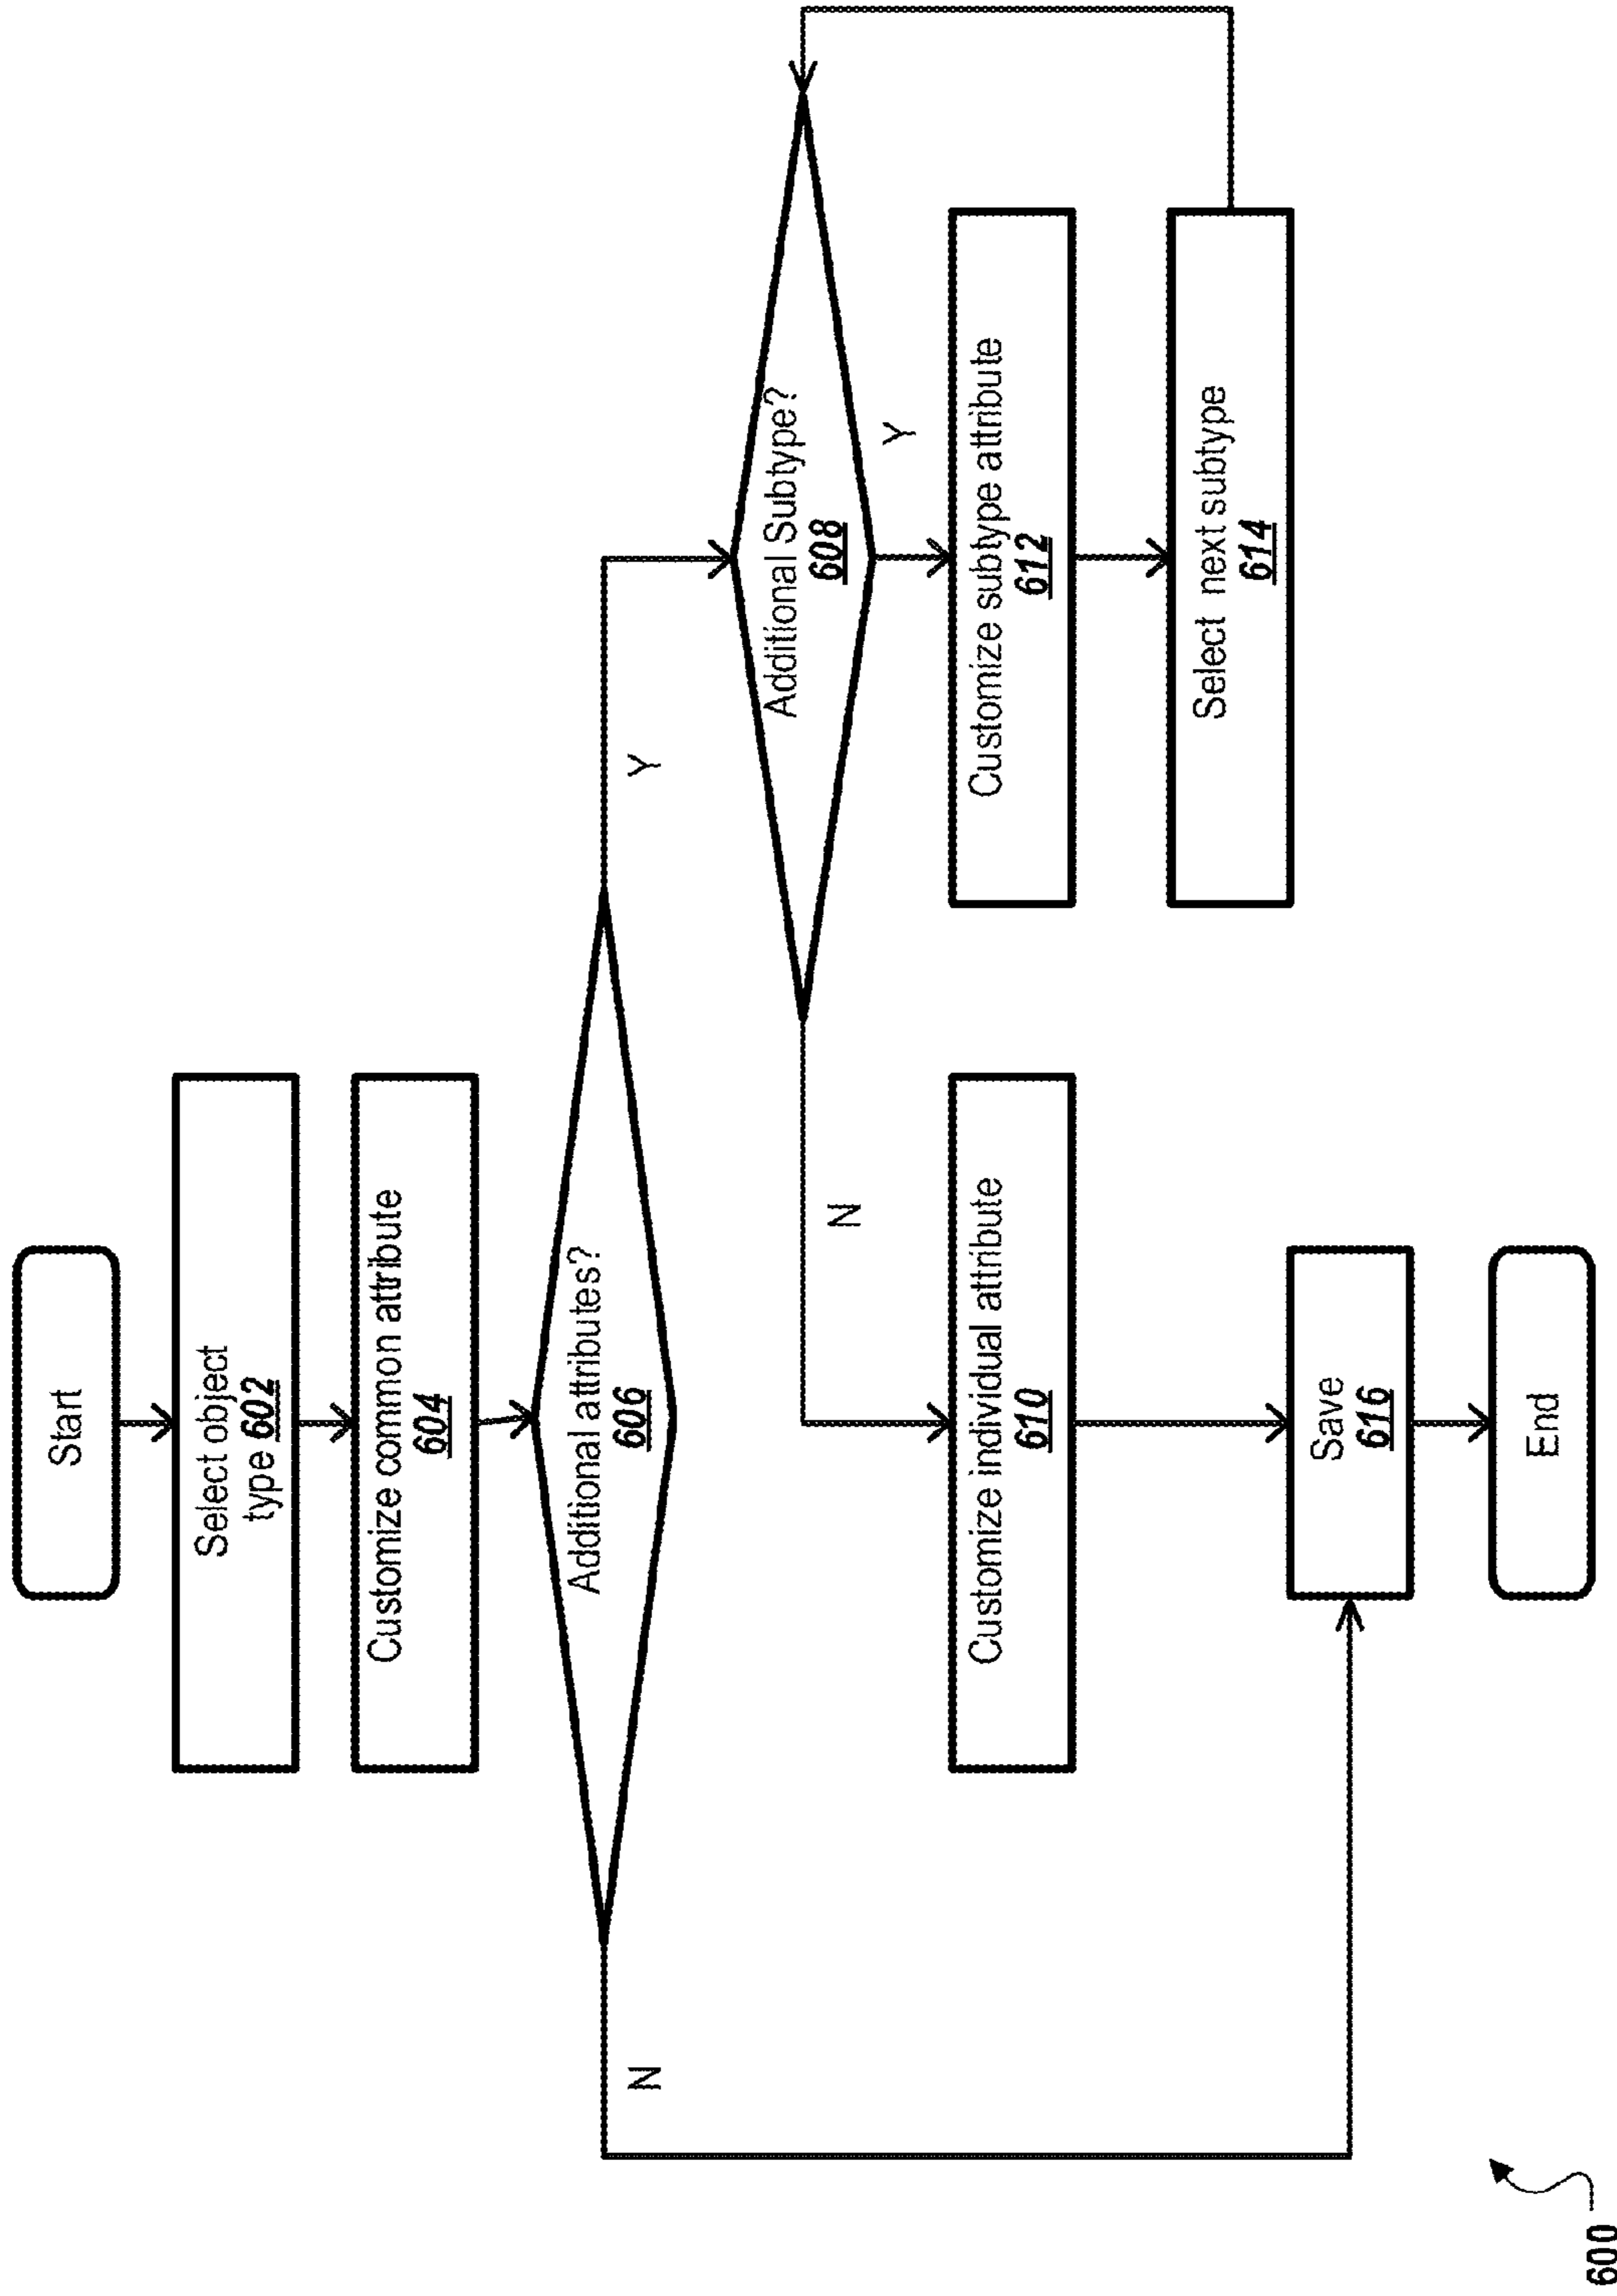 Start
Select object
type 602
Customize common attribute
604
Additional attributes?
606
N
Y
Additional Subtype?
608
N
Y
Customize individual attribute
610
Customize subtype attribute
612
Select next subtype
614
Save
616
End
600